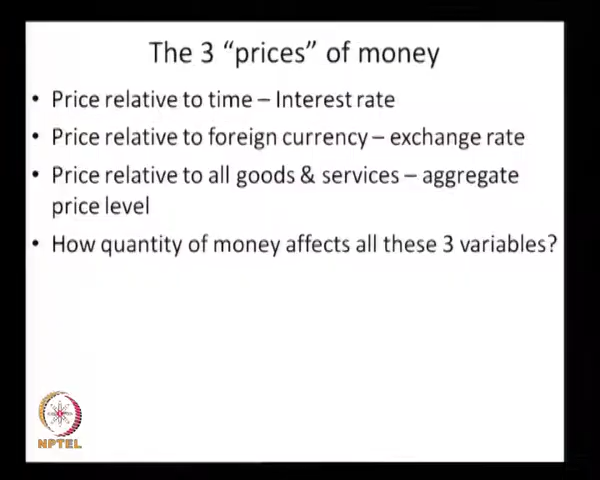 The 3 “prices” of money
• Price relative to time – Interest rate
• Price relative to foreign currency – exchange rate
• Price relative to all goods & services – aggregate
price level
• How quantity of money affects all these 3 variables?
NPTEL